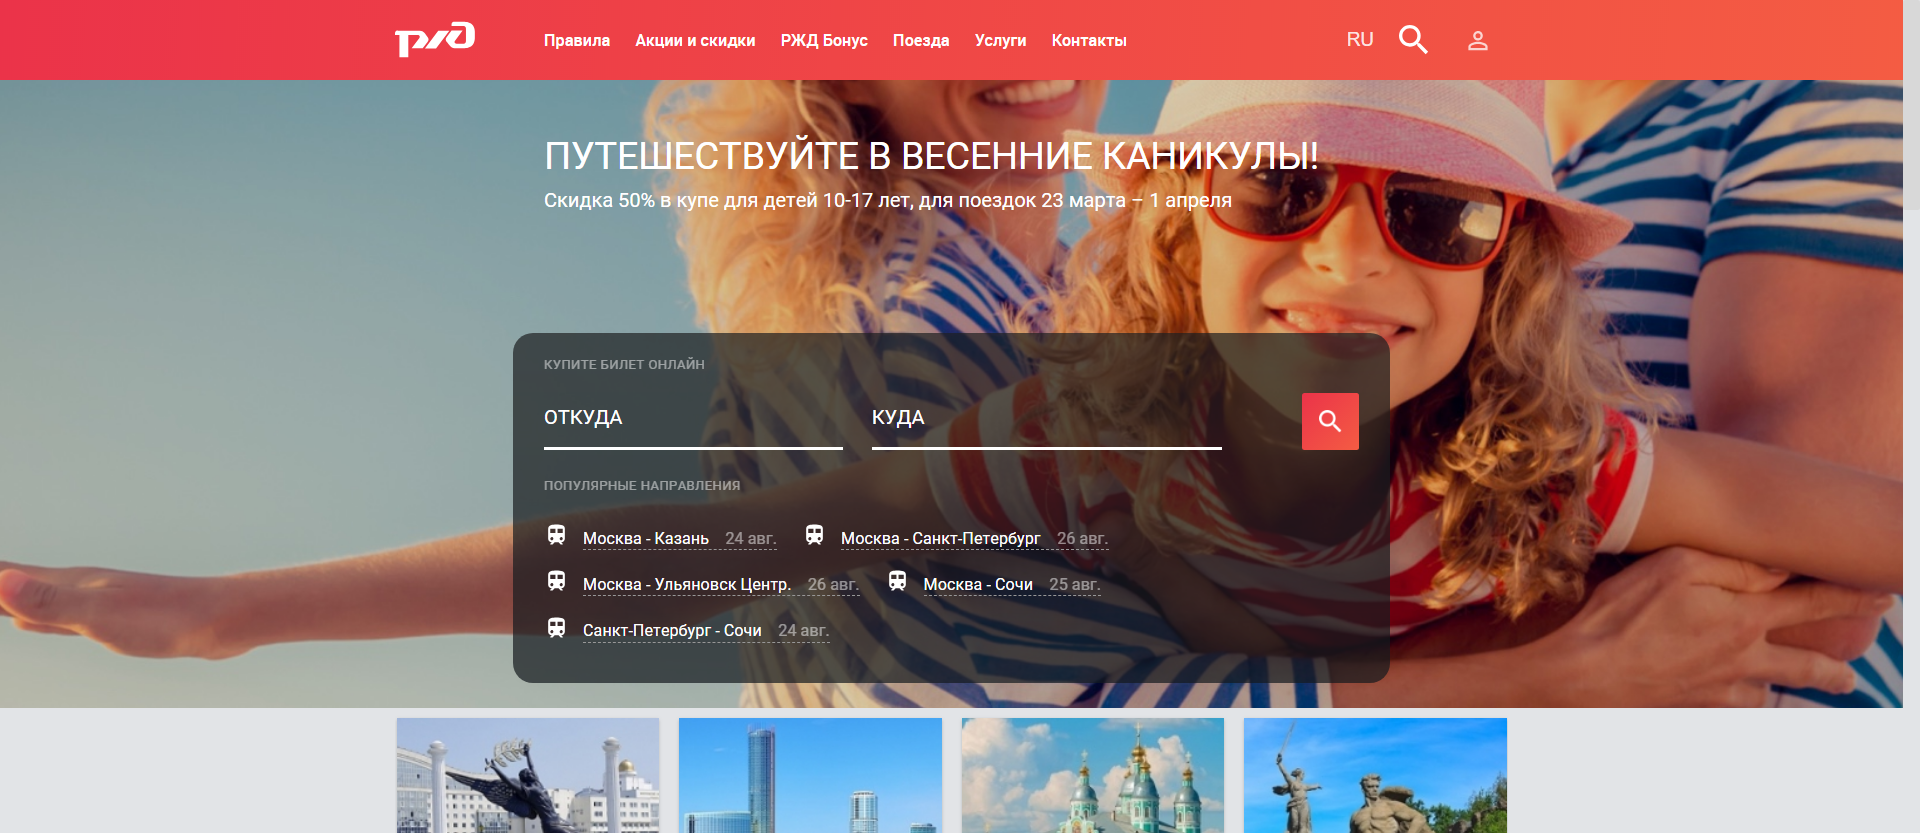 РЖД
Правила Акции и скидки РЖД Бонус Поезда Услуги Контакты RU
ПУТЕШЕСТВУЙТЕ В ВЕСЕННИЕ КАНИКУЛЫ!
Скидка 50% в купе для детей 10-17 лет, для поездок 23 марта – 1 апреля
КУПИТЕ БИЛЕТ ОНЛАЙН
ОТКУДА КУДА
ПОПУЛЯРНЫЕ НАПРАВЛЕНИЯ
Москва - Казань 24 авг. Москва - Санкт-Петербург 26 авг.
Москва - Ульяновск Центр. 26 авг. Москва - Сочи 25 авг.
Санкт-Петербург - Сочи 24 авг.